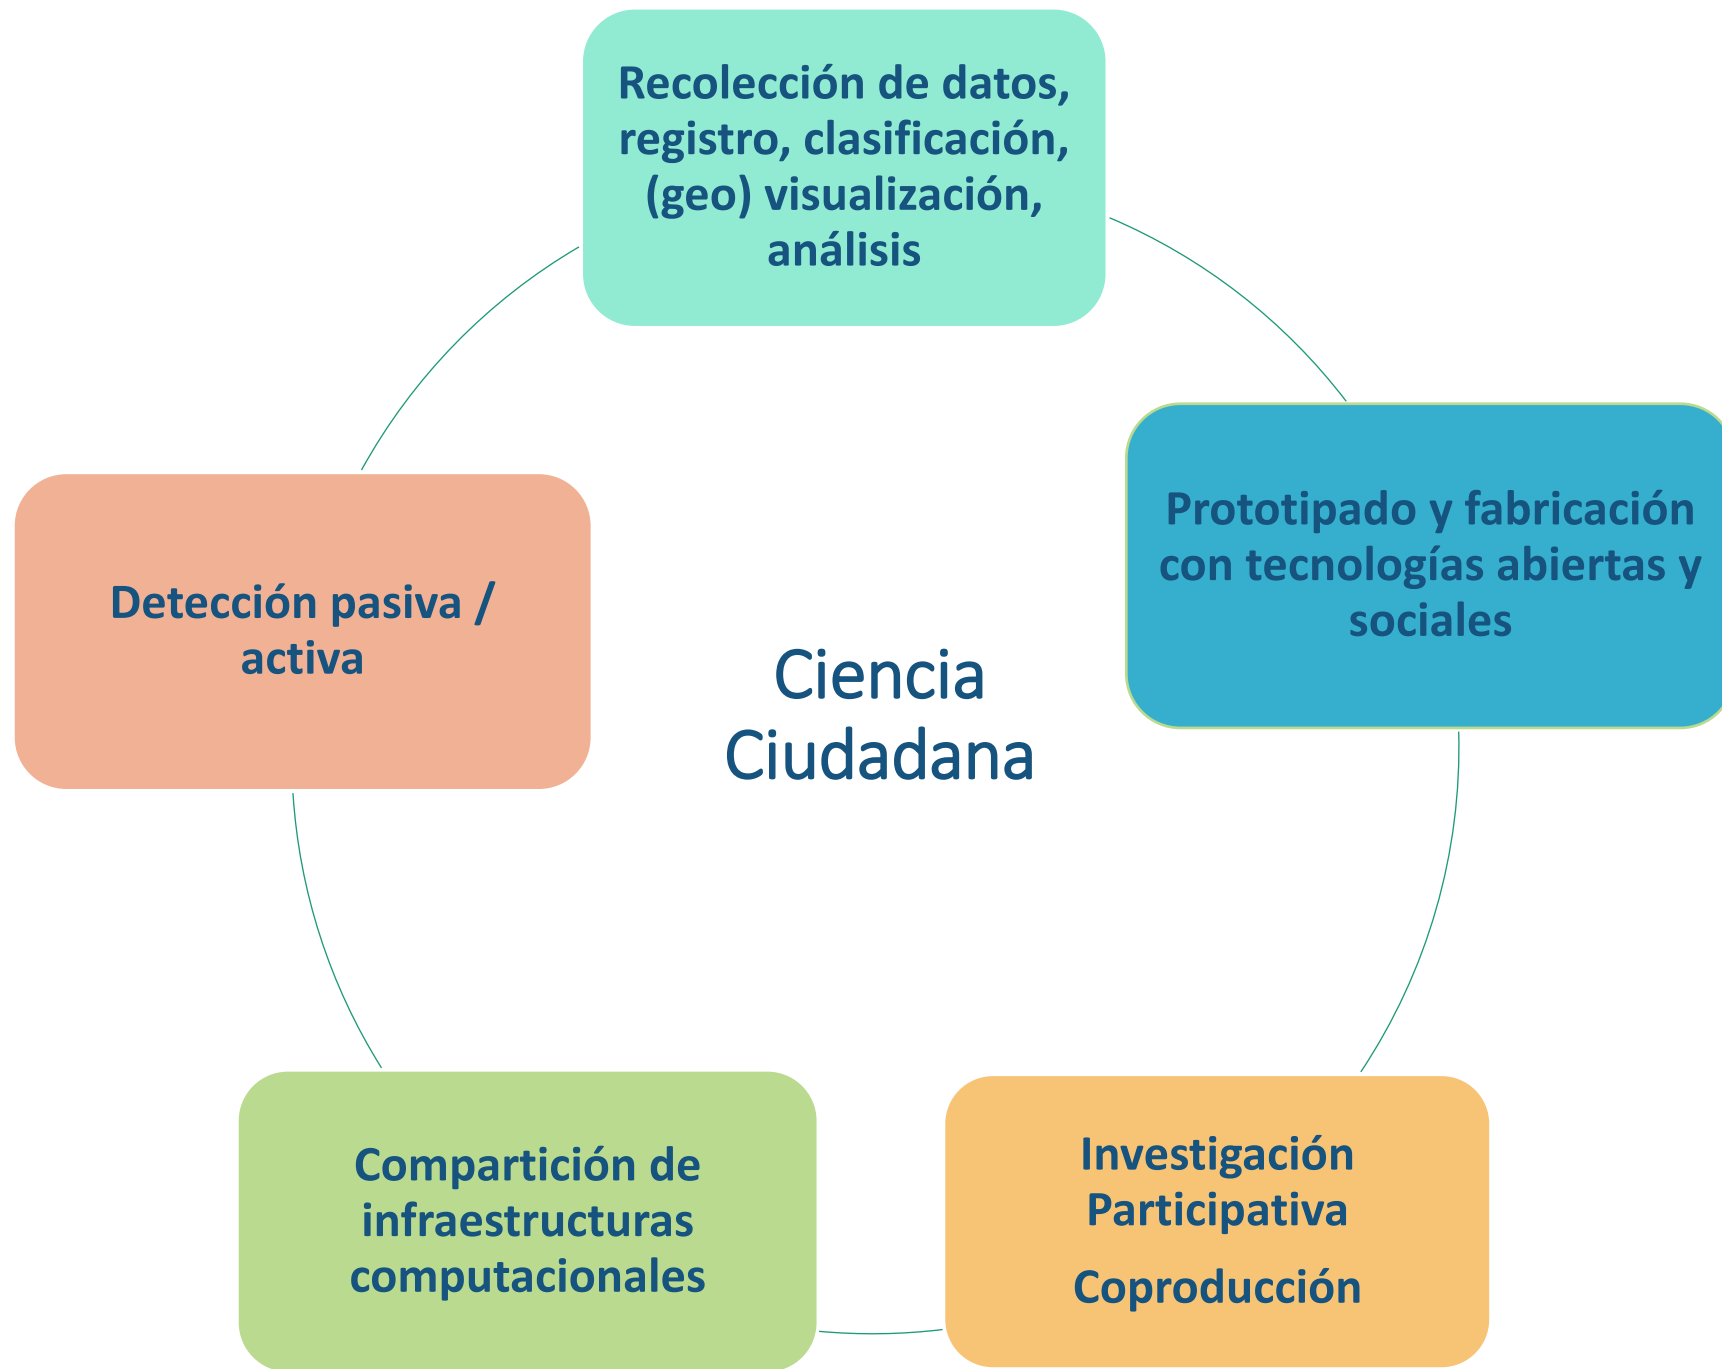 Recolección de datos,
registro, clasificación,
(geo) visualización,
análisis
Prototipado y fabricación
con tecnologías abiertas y
sociales
Detección pasiva /
activa
Ciencia
Ciudadana
Compartición de
infraestructuras
computacionales
Investigación
Participativa
Coproducción